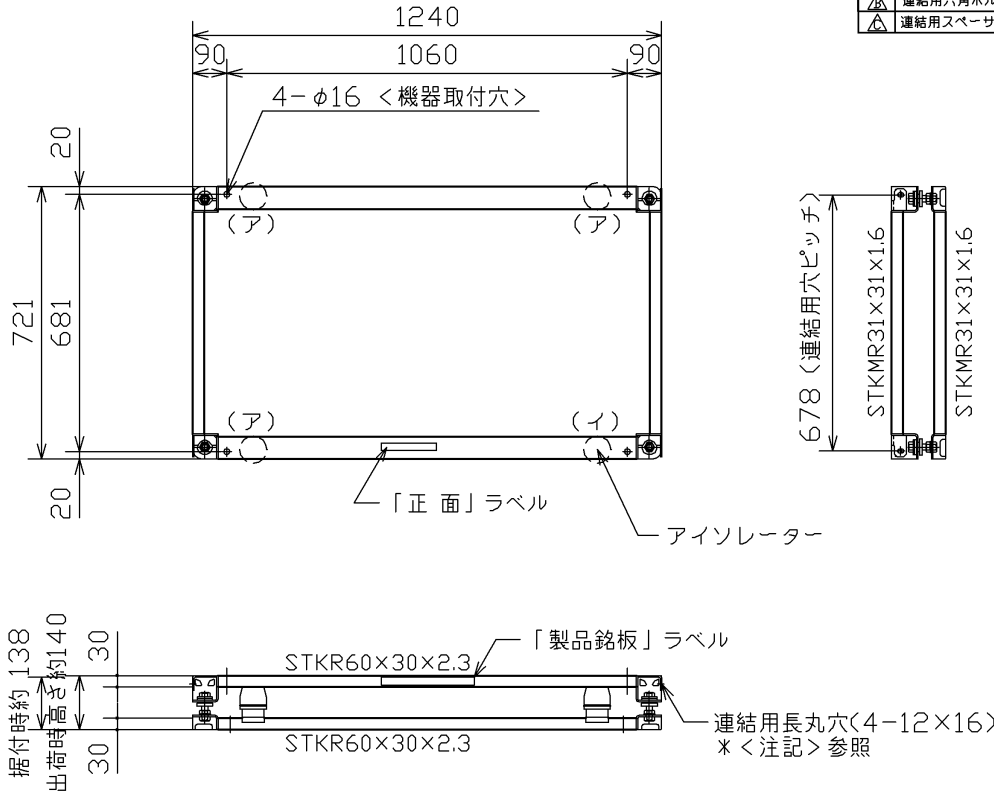 連結用六角ボル
連結用スペーサ
1240
90
1060
90
4-φ16 <機器取付穴>
20
721
681
20
(ア)
(ア)
(ア)
(イ)
「正 面」ラベル
アイソレーター
678(連結用穴ピッチ)
STKMR31×31×1.6
STKMR31×31×1.6
据付時約 138
出荷時高さ約140
30
30
STKR60×30×2.3
「製品銘板」ラベル
STKR60×30×2.3
連結用長丸穴(4-12×16)
*<注記>参照